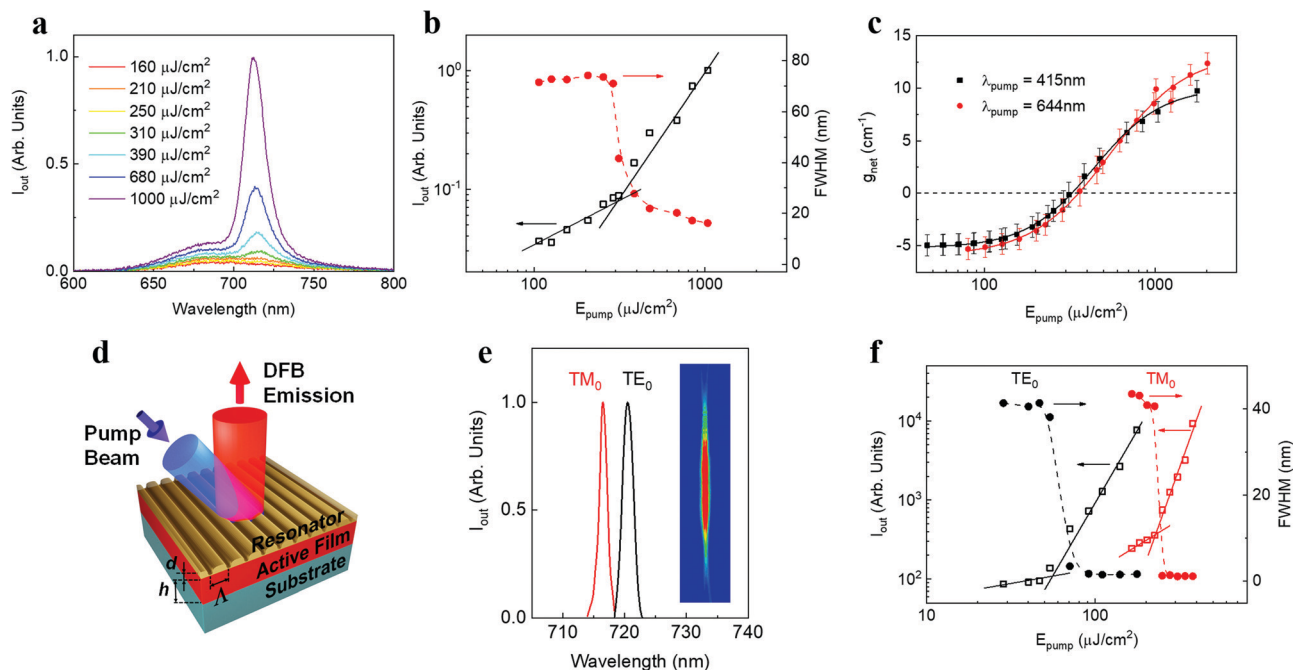 a
1.0
0.5
0.0
I_out (Arb. Units)
160 μJ/cm²
210 μJ/cm²
250 μJ/cm²
310 μJ/cm²
390 μJ/cm²
680 μJ/cm²
1000 μJ/cm²
600 650 700 750 800
Wavelength (nm)
b
10⁰
10⁻¹
I_out (Arb. Units)
80
60
40
20
0
FWHM (nm)
100 1000
E_pump (μJ/cm²)
c
10
5
0
-5
g_net (cm⁻¹)
λ_pump = 415nm
λ_pump = 644nm
100 1000
E_pump (μJ/cm²)
d
DFB
Emission
Pump
Beam
Resonator
Active Film
Substrate
d
h
Λ
e
TM₀ TE₀
1.0
0.5
0.0
I_out (Arb. Units)
710 720 730 740
Wavelength (nm)
f
TE₀ TM₀
10⁴
10³
10²
I_out (Arb. Units)
40
20
0
FWHM (nm)
10 100 1000
E_pump (μJ/cm²)